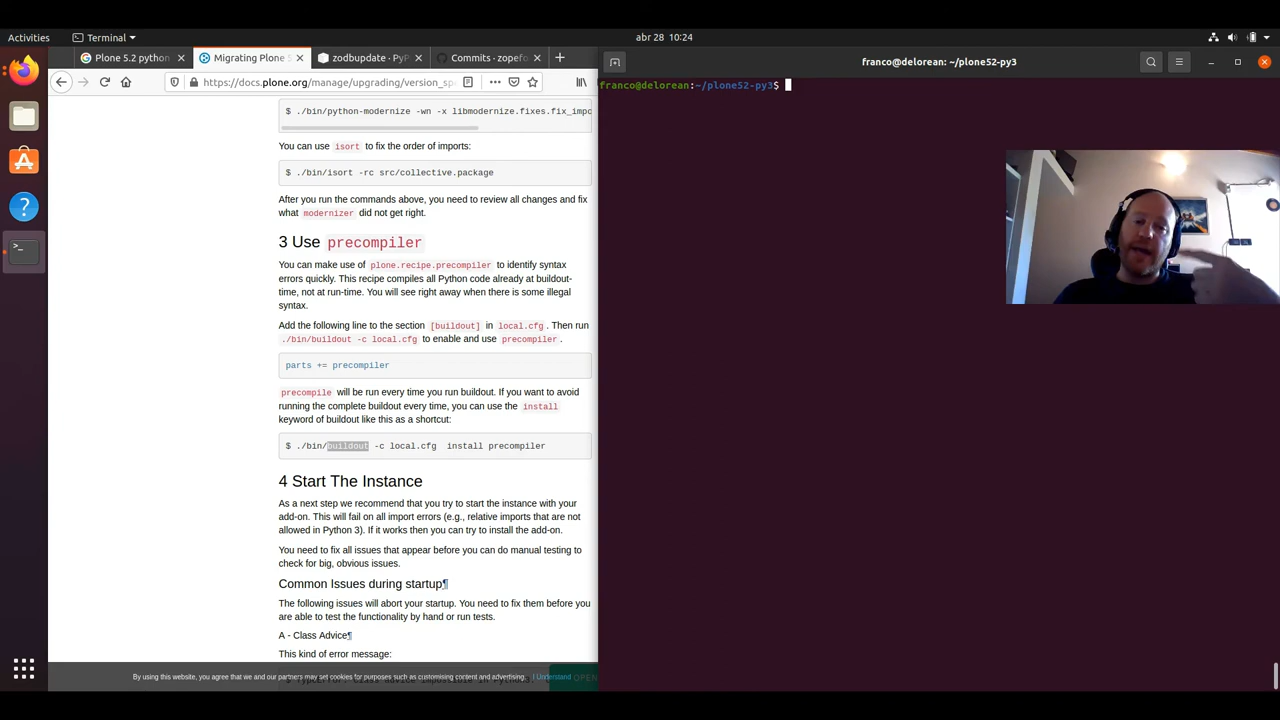 Activities
Terminal
abr 28 10:24
Plone 5.2 python
Migrating Plone 5
zodbupdate · PyP
Commits · zopefo
https://docs.plone.org/manage/upgrading/version_spe
franco@delorean: ~/plone52-py3
franco@delorean:~/plone52-py3$
$ ./bin/python-modernize -wn -x libmodernize.fixes.fix_impo
You can use isort to fix the order of imports:
$ ./bin/isort -rc src/collective.package
After you run the commands above, you need to review all changes and fix
what modernizer did not get right.
3 Use precompiler
You can make use of plone.recipe.precompiler to identify syntax
errors quickly. This recipe compiles all Python code already at buildout-
time, not at run-time. You will see right away when there is some illegal
syntax.
Add the following line to the section [buildout] in local.cfg. Then run
./bin/buildout -c local.cfg to enable and use precompiler.
parts += precompiler
precompile will be run every time you run buildout. If you want to avoid
running the complete buildout every time, you can use the install
keyword of buildout like this as a shortcut:
$ ./bin/buildout -c local.cfg  install precompiler
4 Start The Instance
As a next step we recommend that you try to start the instance with your
add-on. This will fail on all import errors (e.g., relative imports that are not
allowed in Python 3). If it works then you can try to install the add-on.
You need to fix all issues that appear before you can do manual testing to
check for big, obvious issues.
Common Issues during startup¶
The following issues will abort your startup. You need to fix them before you
are able to test the functionality by hand or run tests.
A - Class Advice¶
This kind of error message:
By using this website, you agree that we and our partners may set cookies for purposes such as customising content and advertising. I Understand
OPEN